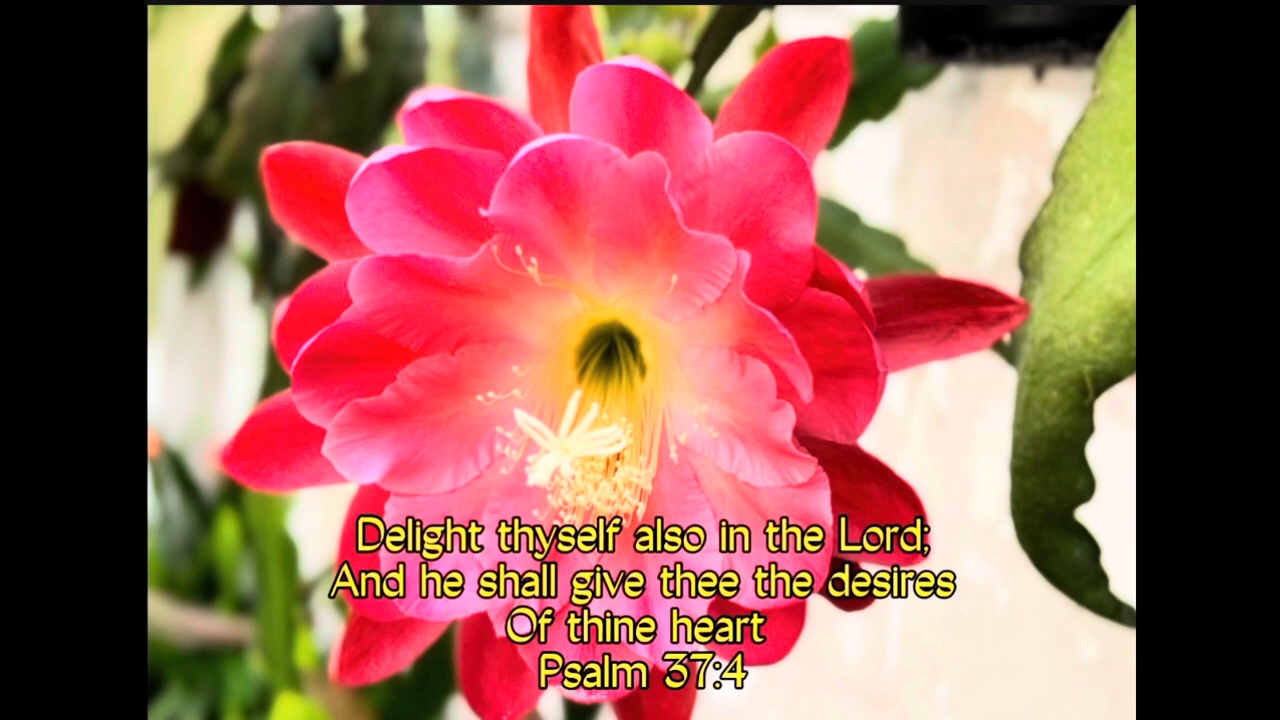 Delight thyself also in the Lord;
And he shall give thee the desires
Of thine heart
Psalm 37:4